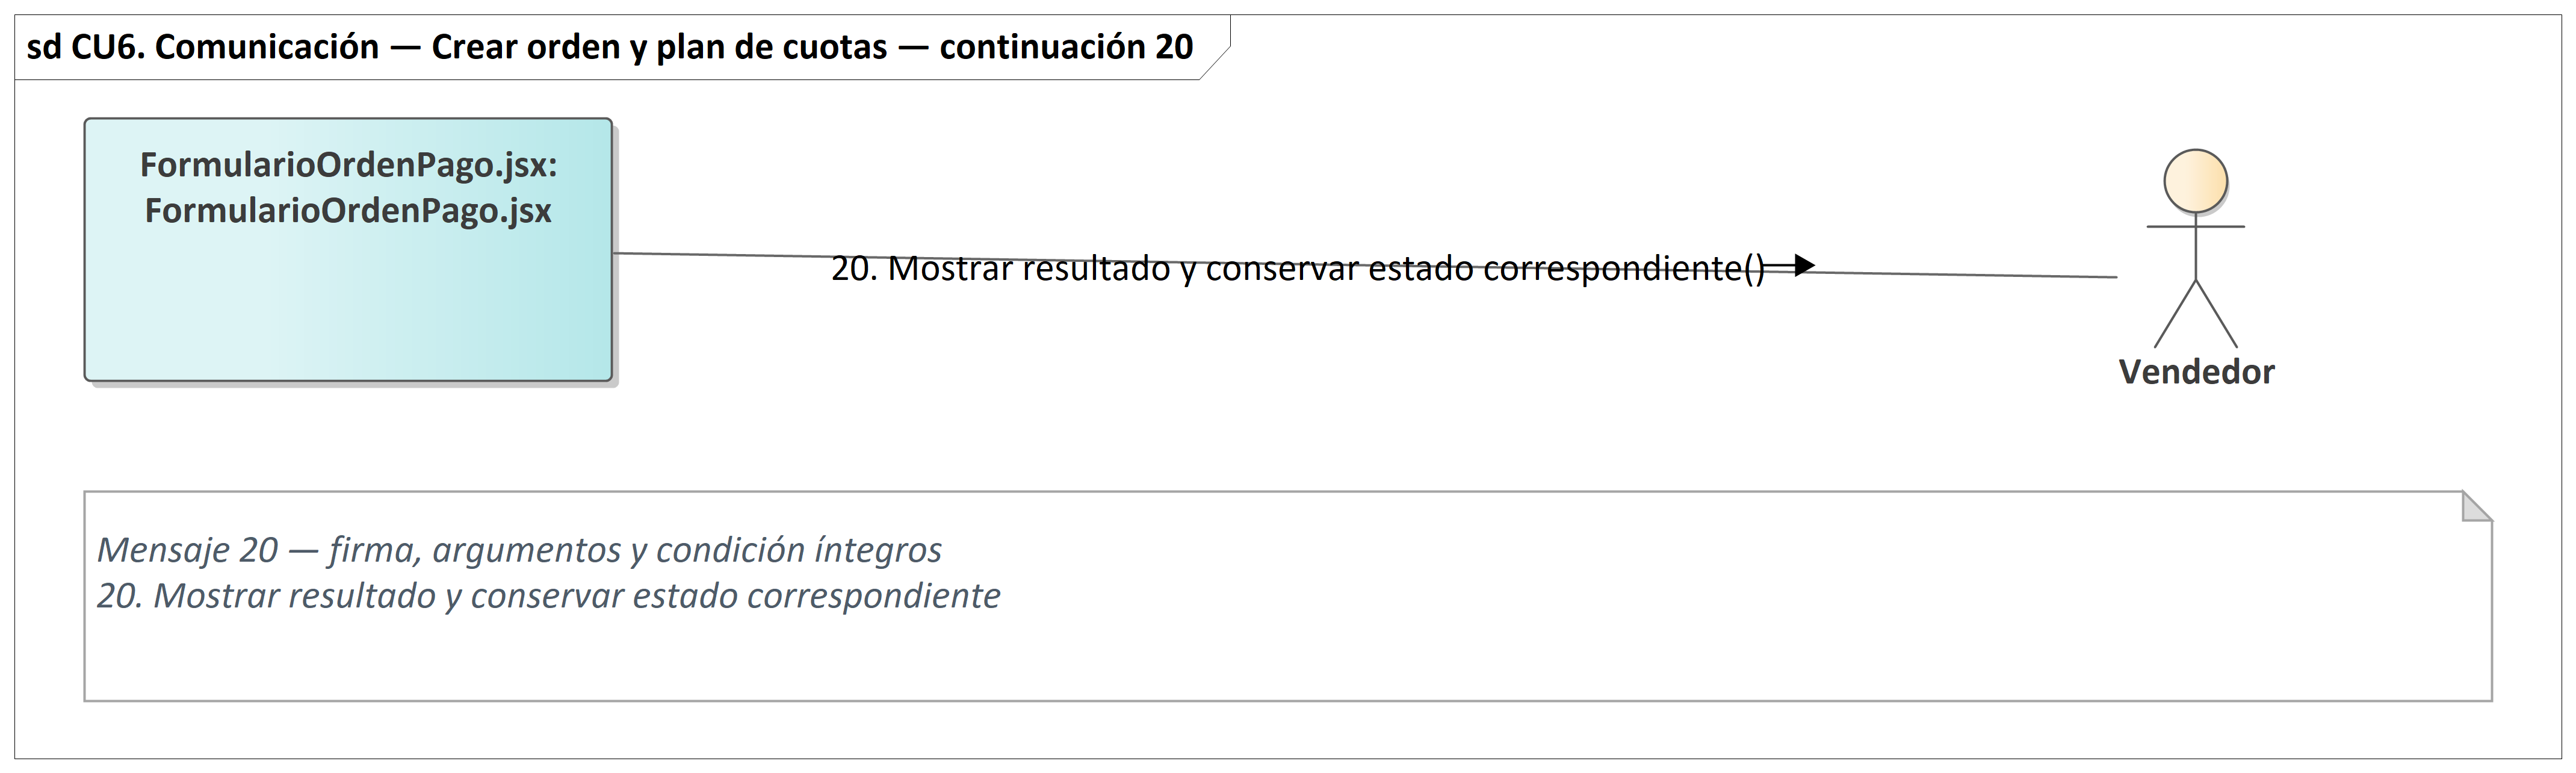 sd CU6. Comunicación — Crear orden y plan de cuotas — continuación 20
FormularioOrdenPago.jsx:
FormularioOrdenPago.jsx
20. Mostrar resultado y conservar estado correspondiente()
Vendedor
Mensaje 20 — firma, argumentos y condición íntegros
20. Mostrar resultado y conservar estado correspondiente